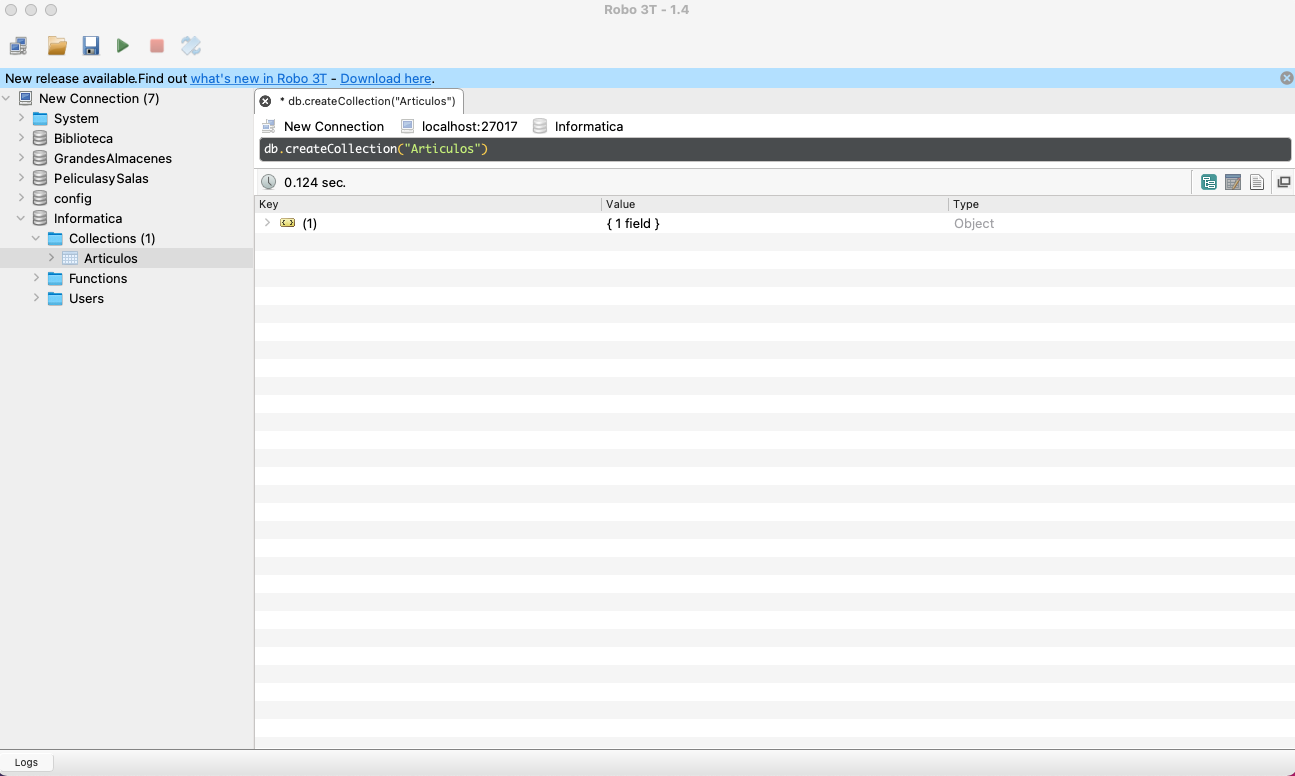 Robo 3T - 1.4
New release available.Find out what's new in Robo 3T - Download here.
New Connection (7)
System
Biblioteca
GrandesAlmacenes
PeliculasySalas
config
Informatica
Collections (1)
Articulos
Functions
Users
* db.createCollection("Articulos")
New Connection localhost:27017 Informatica
db.createCollection("Articulos")
0.124 sec.
Key Value Type
(1) { 1 field } Object
Logs